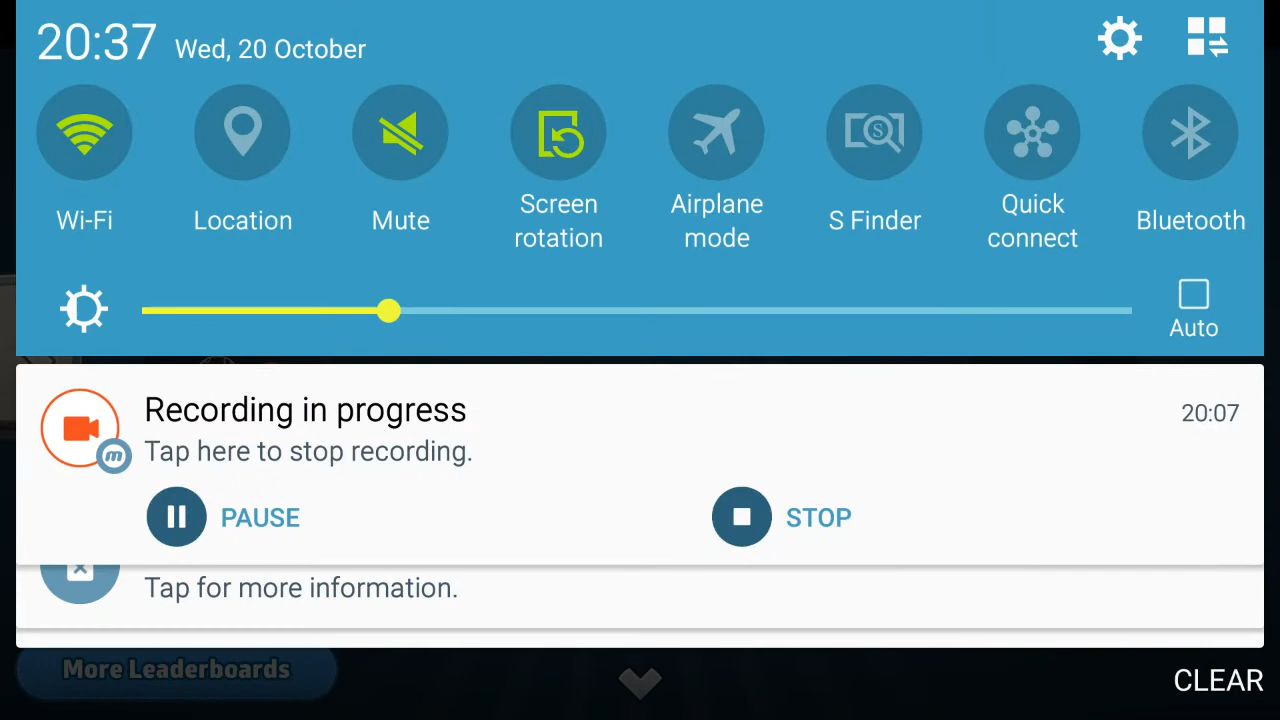 20:37 Wed, 20 October
Wi-Fi
Location
Mute
Screen
rotation
Airplane
mode
S Finder
Quick
connect
Bluetooth
Auto
Recording in progress
20:07
Tap here to stop recording.
PAUSE
STOP
Tap for more information.
More Leaderboards
CLEAR